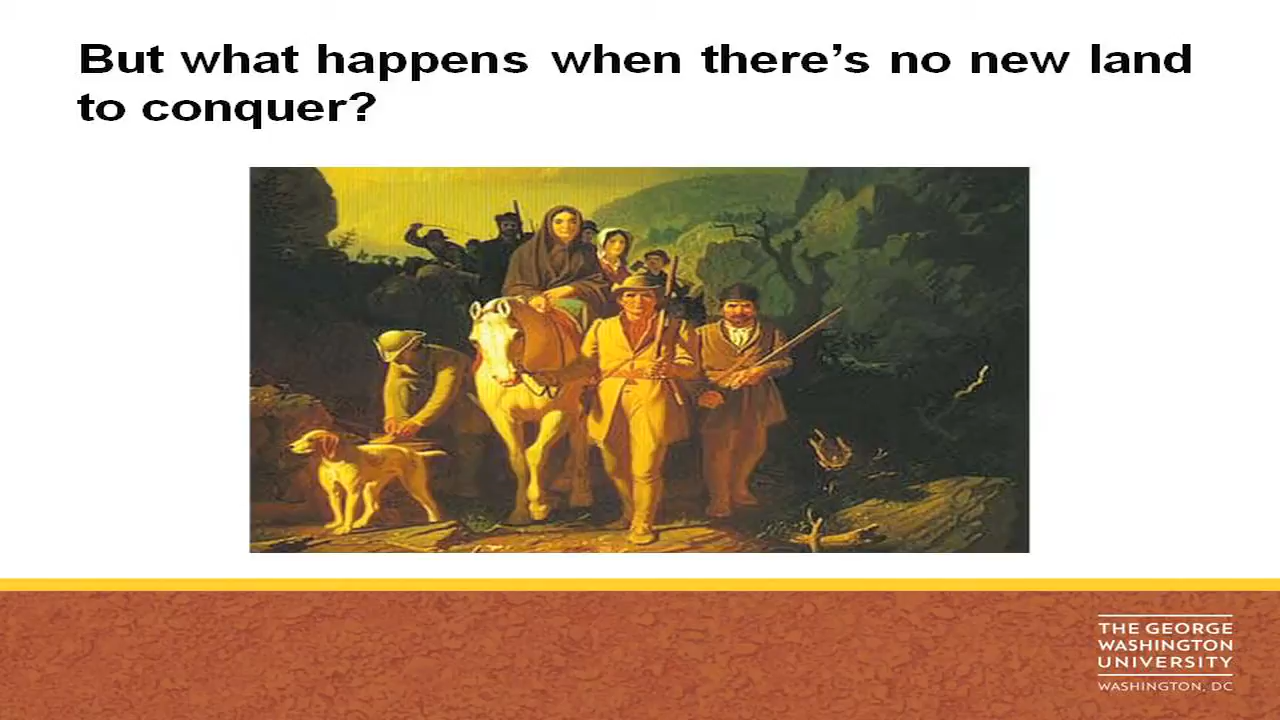 But what happens when there's no new land
to conquer?
THE GEORGE
WASHINGTON
UNIVERSITY
WASHINGTON, DC